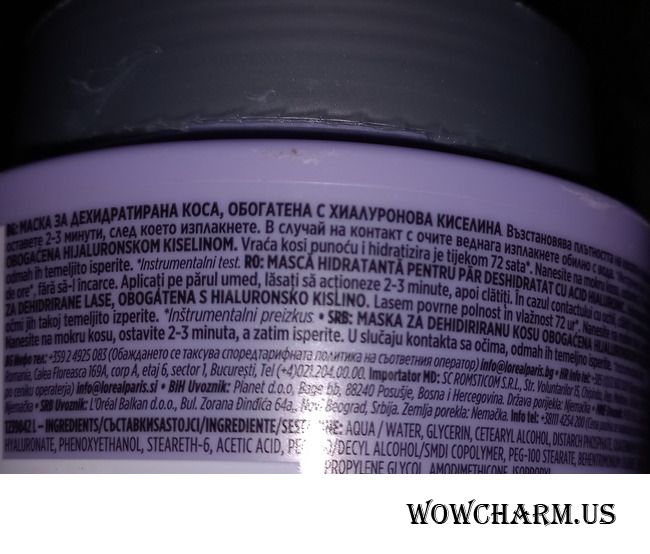 BG: МАСКА ЗА ДЕХИДРАТИРАНА КОСА, ОБОГАТЕНА С ХИАЛУРОНОВА КИСЕЛИНА Възстановява плътността на
оставете 2-3 минути, след което изплакнете. В случай на контакт с очите веднага изплакнете обилно с вода.
OBOGAĆENA HIJALURONSKOM KISELINOM. Vraća kosi punoću i hidratizira je tijekom 72 sata*. Nanesite na mokru
odmah ih temeljito isperite. *Instrumentalni test. RO: MASCĂ HIDRATANTĂ PENTRU PĂR DESHIDRATAT CU ACID
de ore*, fără să-l încarce. Aplicați pe părul umed, lăsați să acționeze 2-3 minute, apoi clătiți. În cazul contactului cu ochii
ZA DEHIDRIRANE LASE, OBOGATENA S HIALURONSKO KISLINO. Lasem povrne polnost in vlažnost 72 ur*.
očmi jih takoj temeljito izperite. *Inštrumentalni preizkus • SRB: MASKA ZA DEHIDRIRANU KOSU OBOGAĆENA
Nanesite na mokru kosu, ostavite 2-3 minuta, a zatim isperite. U slučaju kontakta sa očima, odmah ih temeljito isperite.
BG Инфо тел.: +359 2 4925 083 (Обаждането се таксува според тарифната политика на съответния оператор) info@loreal.bg • HR info tel.:
Romania, Calea Floreasca 169A, corp A, etaj 6, sector 1, București, Tel (+4)021.204.00.00. Importator MD: SC ROMSTICOM S.R.L., Str.
po ceniku operaterja) info@lorealparis.si • BiH Uvoznik: Planet d.o.o, bb, 88240 Posušje, Bosna i Hercegovina. Država porijekla: Njemačka
• SRB Uvoznik: L'Oréal Balkan d.o.o., Bul. Zorana Đinđića 64a, Novi Beograd, Srbija. Zemlja porekla: Nemačka. Info tel: +38111 4254 200
INGREDIENTS/СЪСТАВКИ/SASTOJCI/INGREDIENTE/ AQUA / WATER, GLYCERIN, CETEARYL ALCOHOL, DISTARCH PHOSPHATE,
HYALURONATE, PHENOXYETHANOL, STEARETH-6, ACETIC ACID, DECYL ALCOHOL/SMDI COPOLYMER, PEG-100 STEARATE,
PROPYLENE GLYCOL, AMODIMETHICONE,
WOWCHARM.US